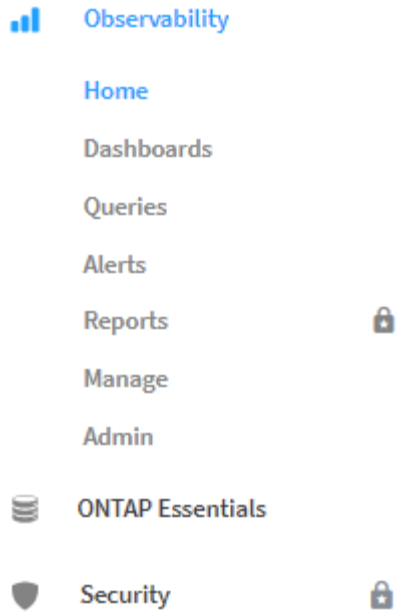 Observability
Home
Dashboards
Queries
Alerts
Reports
Manage
Admin
ONTAP Essentials
Security